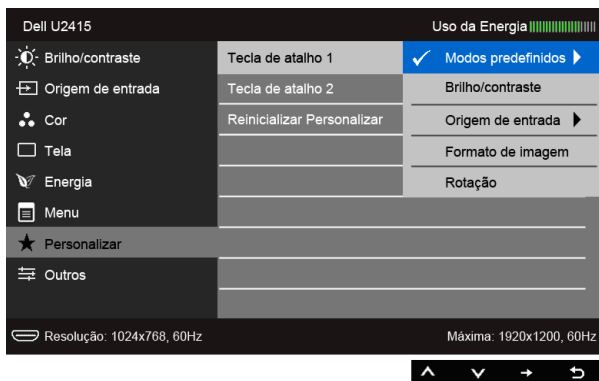 Dell U2415 Uso da Energia
Brilho/contraste Tecla de atalho 1 Modos predefinidos
Origem de entrada Tecla de atalho 2 Brilho/contraste
Cor Reinicializar Personalizar Origem de entrada
Tela Formato de imagem
Energia Rotação
Menu
Personalizar
Outros
Resolução: 1024x768, 60Hz Máxima: 1920x1200, 60Hz